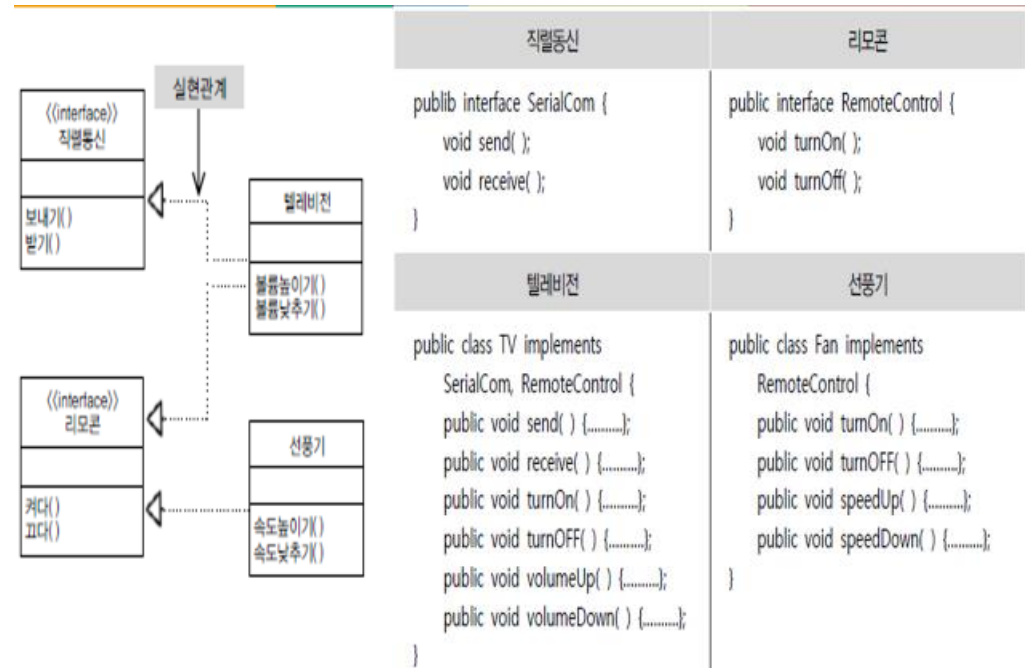 실현관계
<<interface>>
직렬통신
보내기()
받기()
텔레비전
볼륨높이기()
볼륨낮추기()
<<interface>>
리모콘
켜다()
끄다()
선풍기
속도높이기()
속도낮추기()
직렬동신
publib interface SerialCom {
void send( );
void receive( );
}
리모콘
public interface RemoteControl {
void turnOn( );
void turnOff( );
}
텔레비전
public class TV implements
SerialCom, RemoteControl {
public void send( ) {..........};
public void receive( ) {..........};
public void turnOn( ) {..........};
public void turnOFF( ) {..........};
public void volumeUp( ) {..........};
public void volumeDown( ) {..........};
}
선풍기
public class Fan implements
RemoteControl {
public void turnOn( ) {..........};
public void turnOFF( ) {..........};
public void speedUp( ) {..........};
public void speedDown( ) {..........};
}